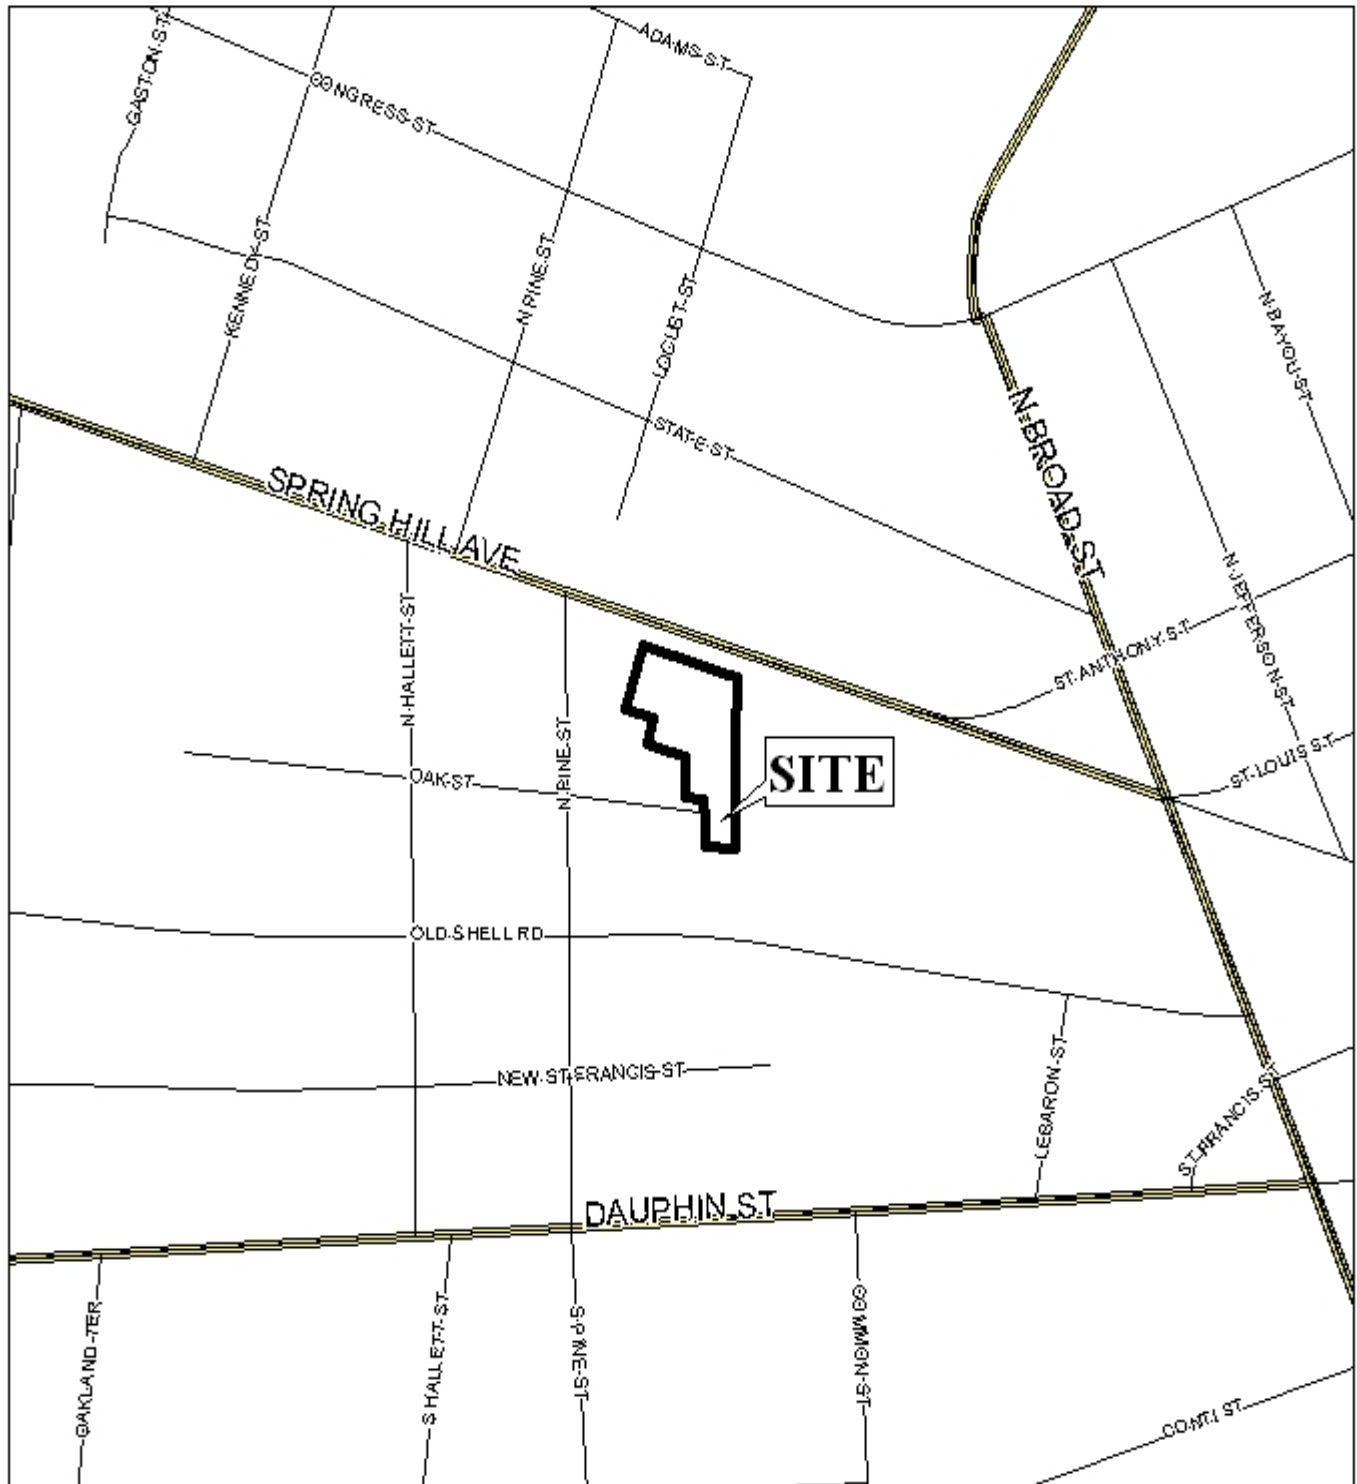 GASTON ST
ADAMS ST
CONGRESS ST
KENNEDY ST
N PINE ST
LOCUST ST
N BAYOU ST
STATE ST
N BROAD ST
SPRING HILL AVE
N HALLETT ST
N JEFFERSON ST
ST ANTHONY ST
N PINE ST
SITE
ST LOUIS ST
OAK ST
OLD SHELL RD
NEW ST FRANCIS ST
LEBARON ST
ST FRANCIS ST
DAUPHIN ST
OAKLAND TER
S HALLETT ST
S PINE ST
COMMON ST
CONTI ST